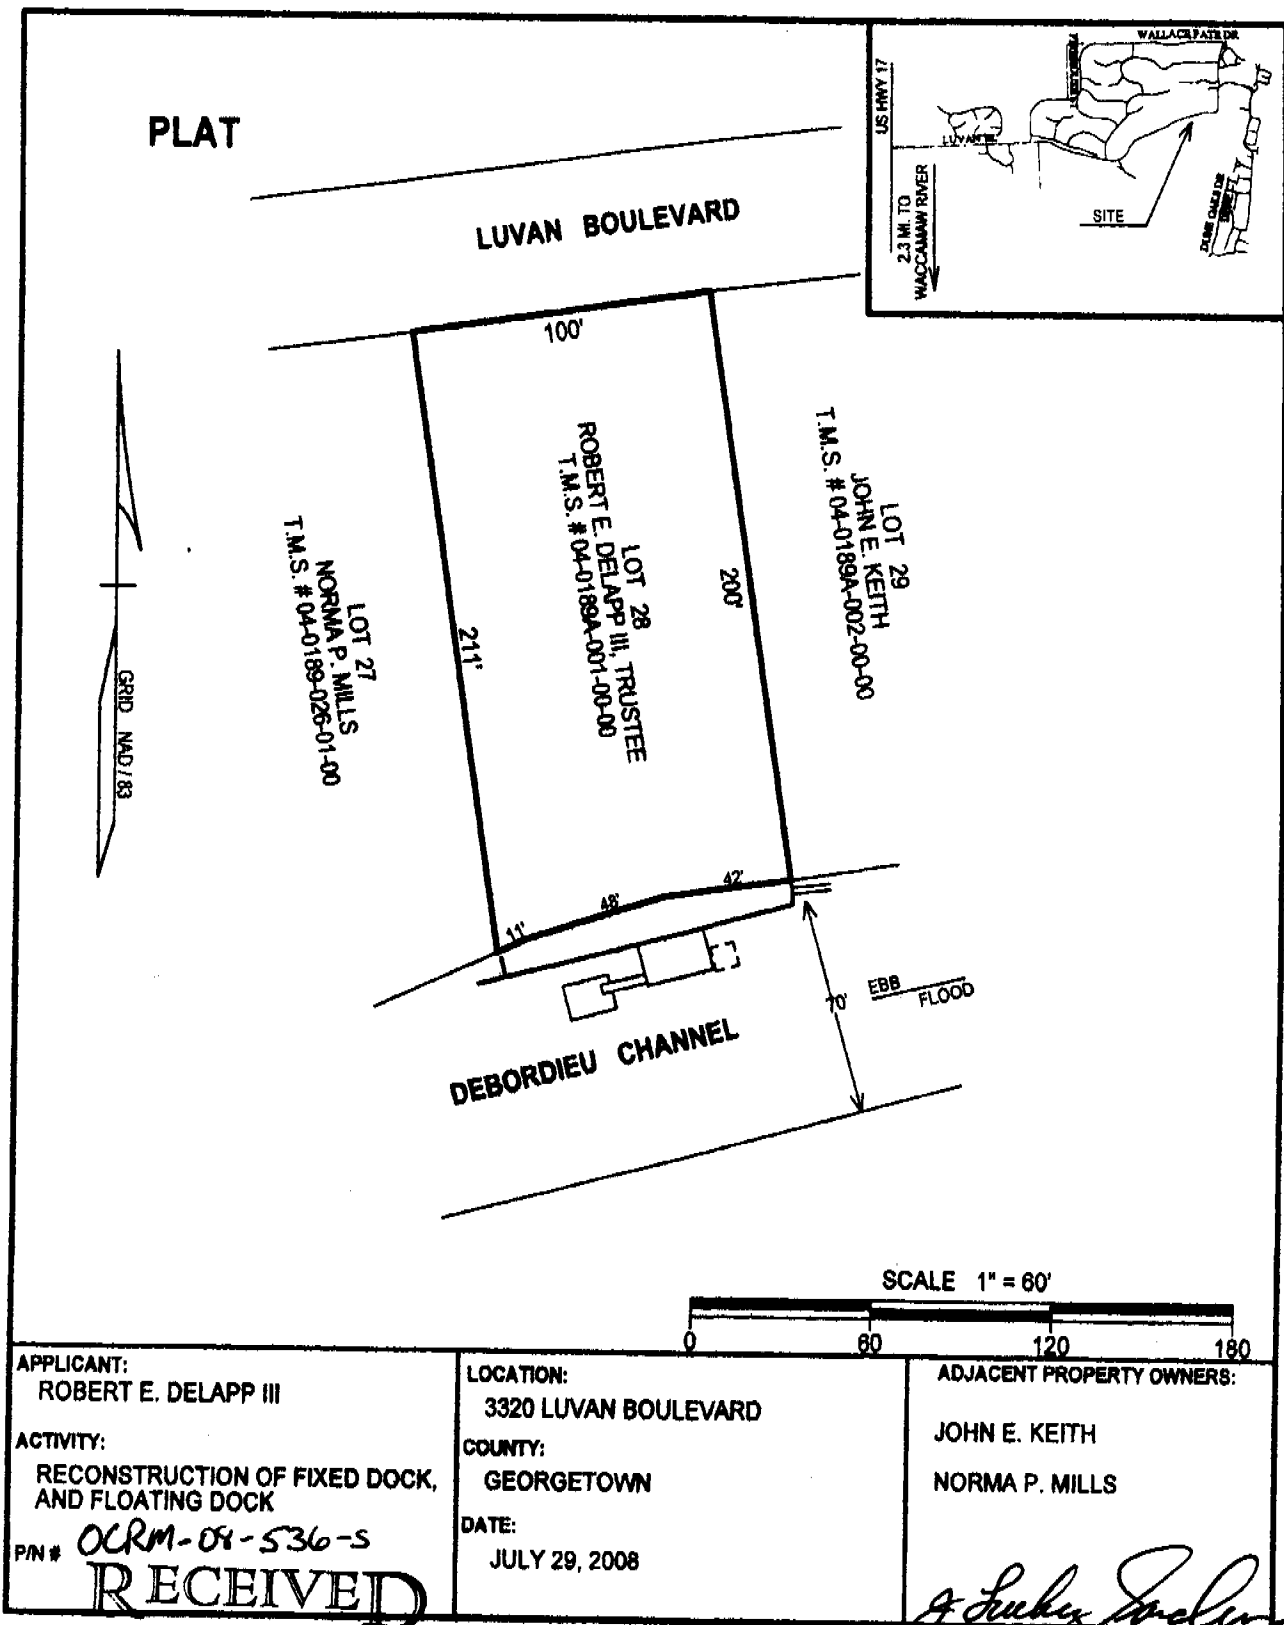 PLAT
LUVAN BOULEVARD
US HWY 17
WALLACE PATE DR
LUVAN BL
2.3 MI. TO
WACCAMAW RIVER
SITE
100'
211'
200'
LOT 27
NORMA P. MILLS
T.M.S. # 04-0189-026-01-00
LOT 28
ROBERT E. DELAPP III, TRUSTEE
T.M.S. # 04-0189A-001-00-00
LOT 29
JOHN E. KEITH
T.M.S. # 04-0189A-002-00-00
GRID NAD / 83
11'
48'
42'
70'
EBB
FLOOD
DEBORDIEU CHANNEL
SCALE 1" = 60'
0 60 120 180
APPLICANT:
ROBERT E. DELAPP III
ACTIVITY:
RECONSTRUCTION OF FIXED DOCK,
AND FLOATING DOCK
P/N # OCRM-08-536-S
RECEIVED
LOCATION:
3320 LUVAN BOULEVARD
COUNTY:
GEORGETOWN
DATE:
JULY 29, 2008
ADJACENT PROPERTY OWNERS:
JOHN E. KEITH
NORMA P. MILLS